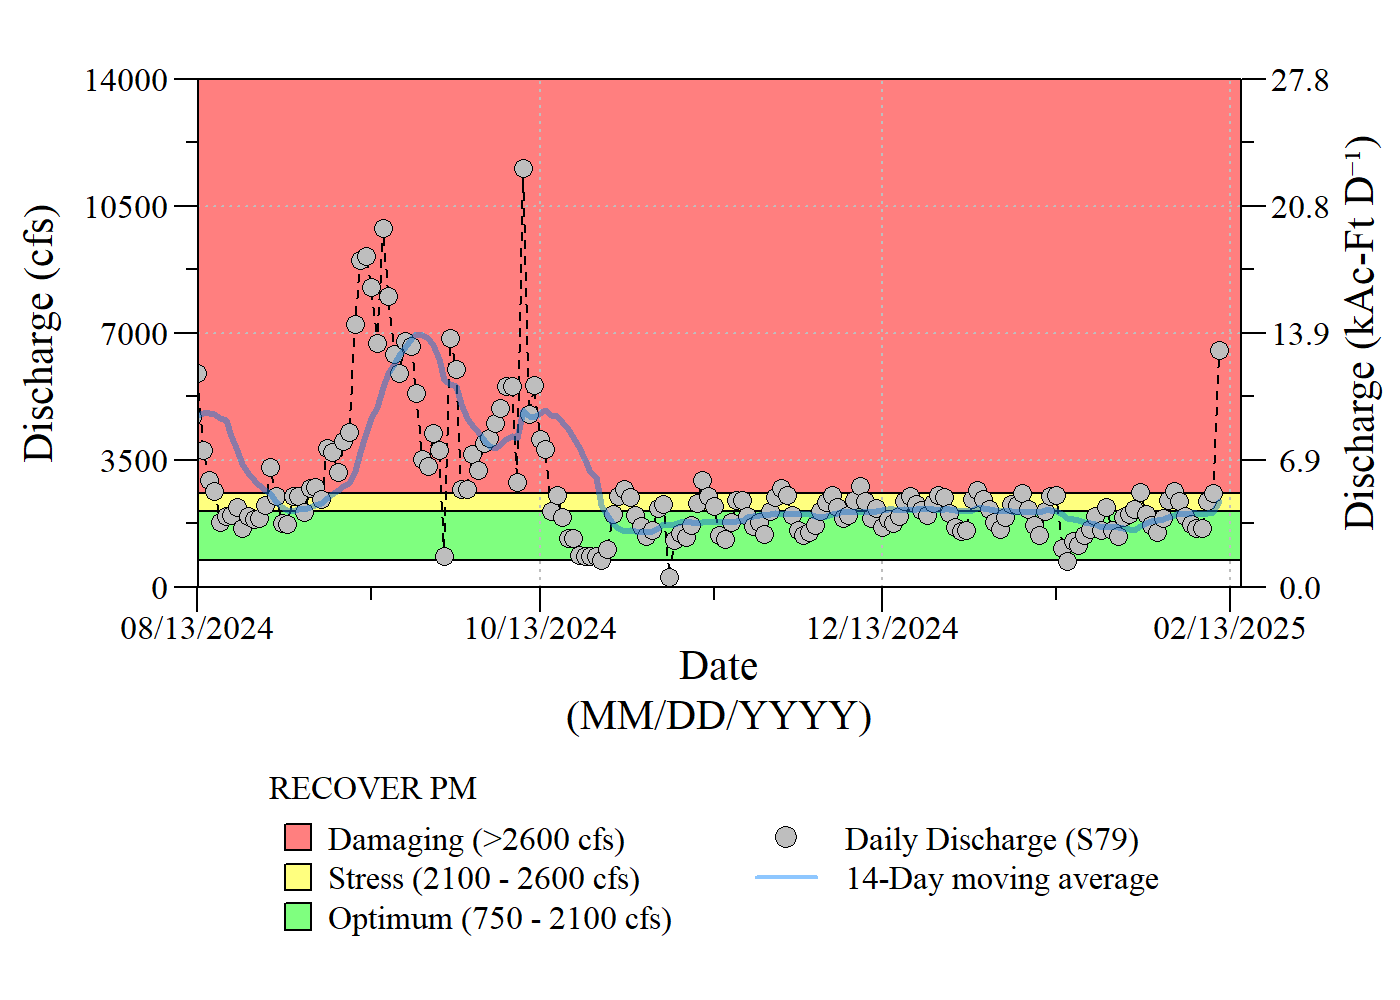 14000
10500
7000
3500
0
Discharge (cfs)
27.8
20.8
13.9
6.9
0.0
Discharge (kAc-Ft D⁻¹)
08/13/2024 10/13/2024 12/13/2024 02/13/2025
Date
(MM/DD/YYYY)
RECOVER PM
Damaging (>2600 cfs)
Stress (2100 - 2600 cfs)
Optimum (750 - 2100 cfs)
Daily Discharge (S79)
14-Day moving average